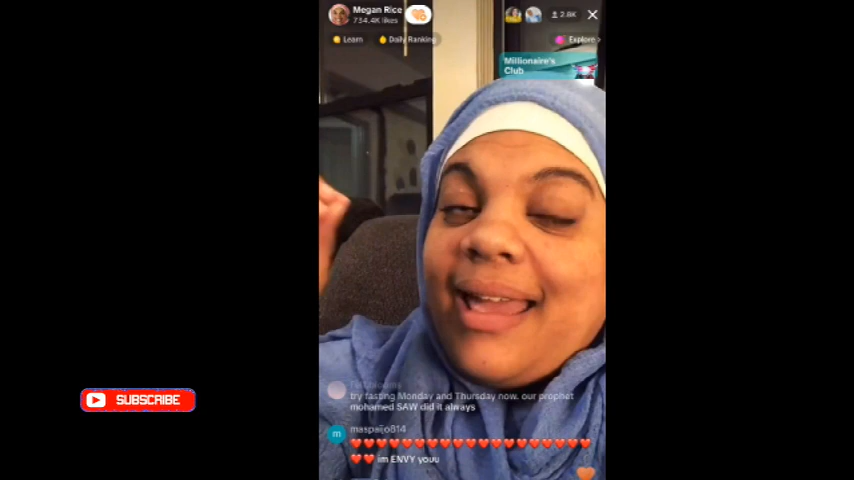 Megan Rice
734.4K likes
2.8K
Learn
Daily Ranking
Explore >
Millionaire's
Club
try fasting Monday and Thursday now. our prophet
mohamed SAW did it always
m
maspaijo814
❤️❤️❤️❤️❤️❤️❤️❤️❤️❤️❤️❤️❤️❤️❤️❤️❤️❤️❤️❤️
❤️❤️ im ENVY youu
SUBSCRIBE